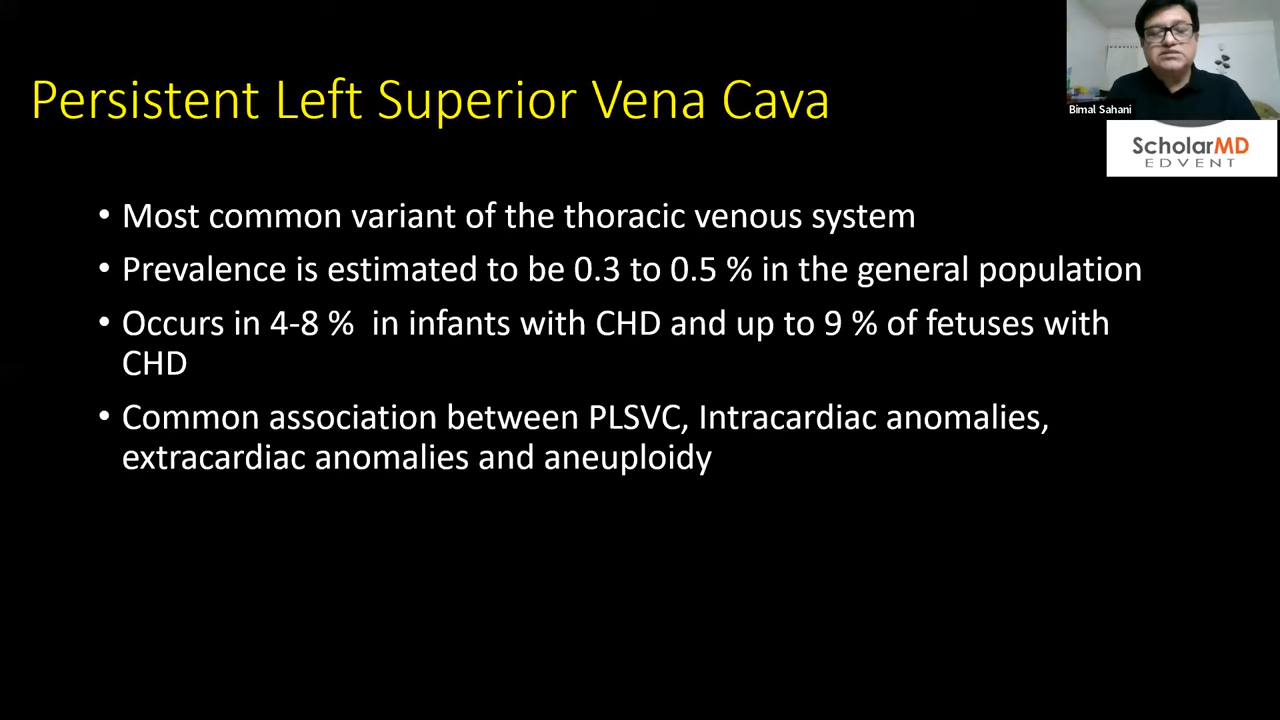 Persistent Left Superior Vena Cava
Bimal Sahani
ScholarMD
EDVENT
• Most common variant of the thoracic venous system
• Prevalence is estimated to be 0.3 to 0.5 % in the general population
• Occurs in 4-8 %  in infants with CHD and up to 9 % of fetuses with
CHD
• Common association between PLSVC, Intracardiac anomalies,
extracardiac anomalies and aneuploidy